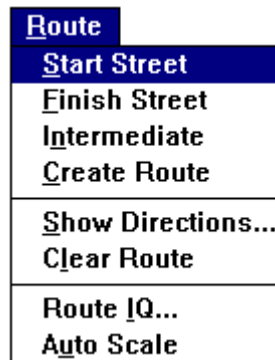 Route
Start Street
Finish Street
Intermediate
Create Route
Show Directions...
Clear Route
Route IQ...
Auto Scale